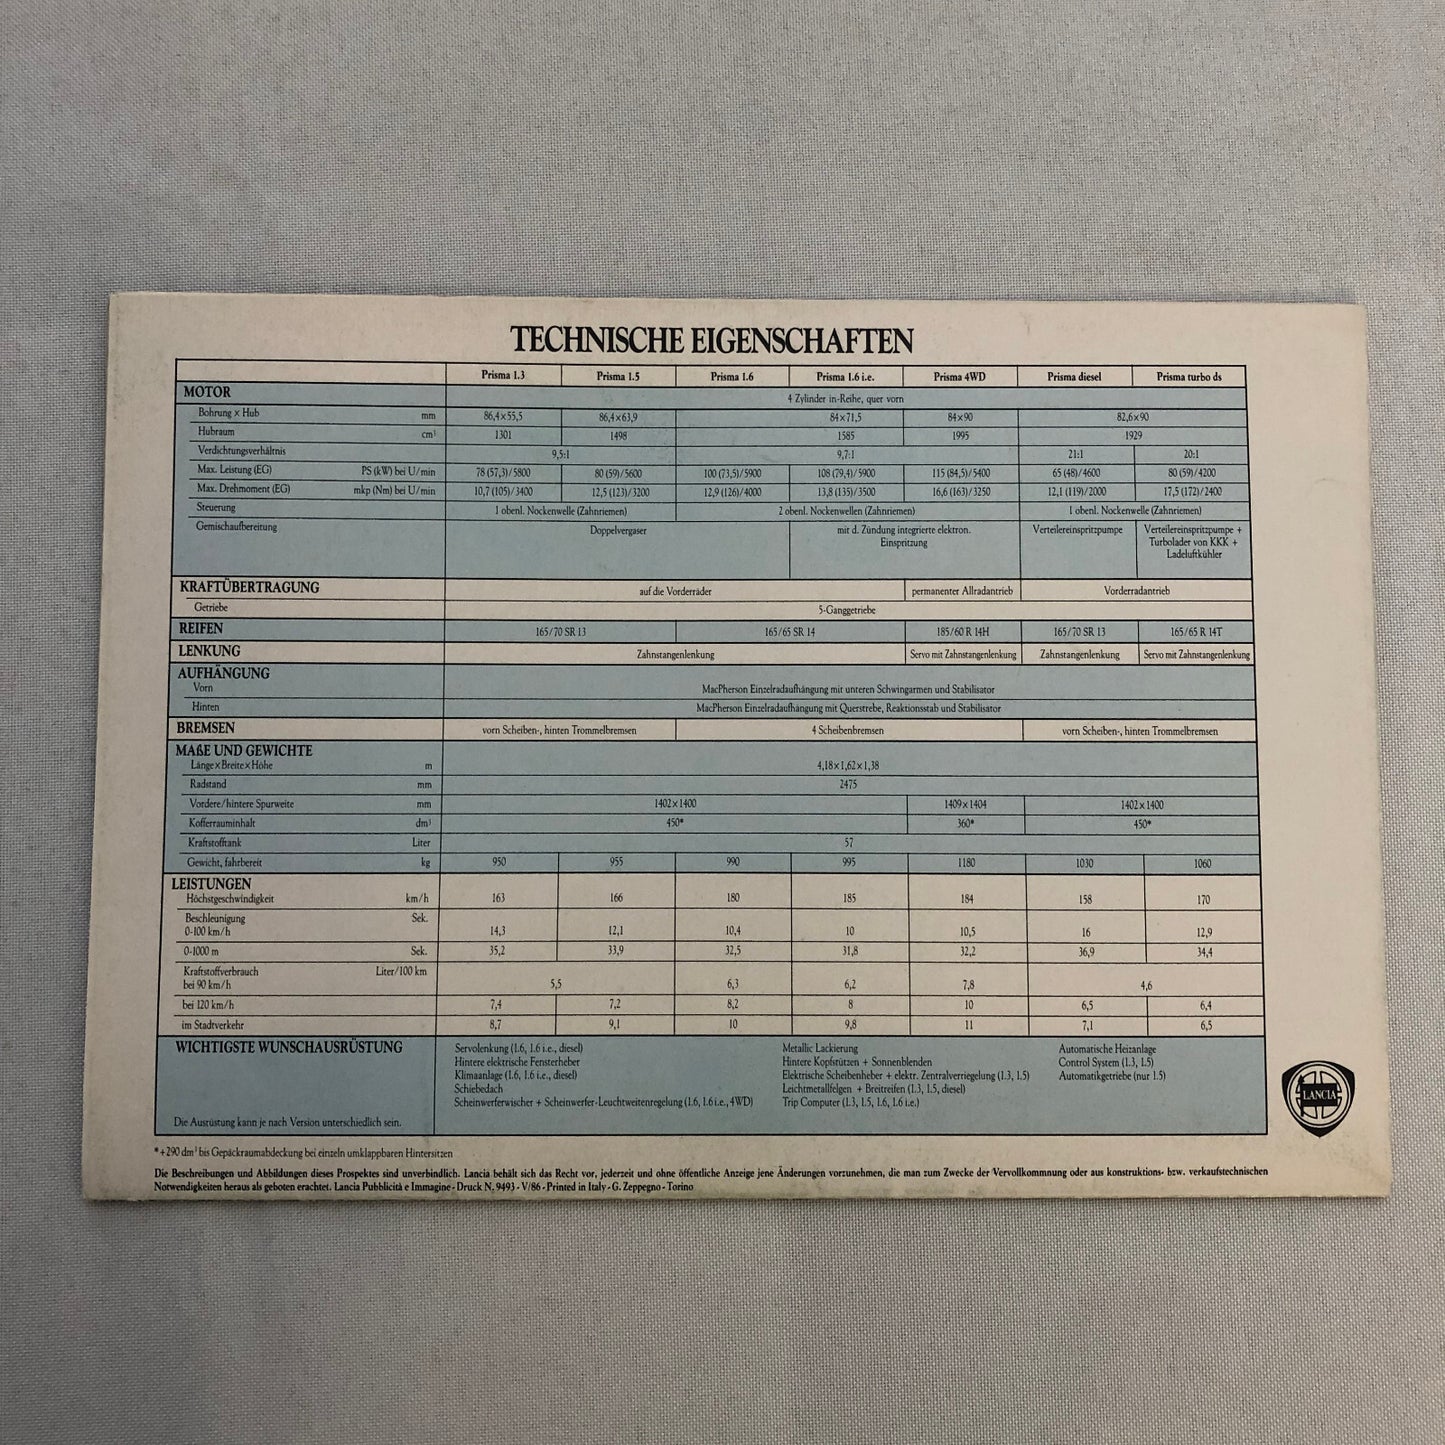 TECHNISCHE EIGENSCHAFTEN
Prisma 1.3 Prisma 1.5 Prisma 1.6 Prisma 1.6 i.e. Prisma 4WD Prisma diesel Prisma turbo ds
MOTOR 4 Zylinder in-Reihe, quer vorn
Bohrung × Hub mm 86,4×55,5 86,4×63,9 84×71,5 84×90 82,6×90
Hubraum cm³ 1301 1498 1585 1995 1929
Verdichtungsverhältnis 9,5:1 9,7:1 21:1 20:1
Max. Leistung (EG) PS (kW) bei U/min 78 (57,3)/5800 80 (59)/5600 100 (73,5)/5900 108 (79,4)/5900 115 (84,5)/5400 65 (48)/4600 80 (59)/4200
Max. Drehmoment (EG) mkp (Nm) bei U/min 10,7 (105)/3400 12,5 (123)/3200 12,9 (126)/4000 13,8 (135)/3500 16,6 (163)/3250 12,1 (119)/2000 17,5 (172)/2400
Steuerung 1 obenl. Nockenwelle (Zahnriemen) 2 obenl. Nockenwellen (Zahnriemen) 1 obenl. Nockenwelle (Zahnriemen)
Gemischaufbereitung Doppelvergaser mit d. Zündung integrierte elektron. Verteilereinspritzpumpe Verteilereinspritzpumpe +
Einspritzung Turbolader von KKK +
Ladeluftkühler
KRAFTÜBERTRAGUNG auf die Vorderräder permanenter Allradantrieb Vorderradantrieb
Getriebe 5-Ganggetriebe
REIFEN 165/70 SR 13 165/65 SR 14 185/60 R 14H 165/70 SR 13 165/65 R 14T
LENKUNG Zahnstangenlenkung Servo mit Zahnstangenlenkung Zahnstangenlenkung Servo mit Zahnstangenlenkung
AUFHÄNGUNG
Vorn MacPherson Einzelradaufhängung mit unteren Schwingarmen und Stabilisator
Hinten MacPherson Einzelradaufhängung mit Querstrebe, Reaktionsstab und Stabilisator
BREMSEN vorn Scheiben-, hinten Trommelbremsen 4 Scheibenbremsen vorn Scheiben-, hinten Trommelbremsen
MAßE UND GEWICHTE
Länge×Breite×Höhe m 4,18×1,62×1,38
Radstand mm 2475
Vordere/hintere Spurweite mm 1402×1400 1409×1404 1402×1400
Kofferrauminhalt dm³ 450* 360* 450*
Kraftstofftank Liter 57
Gewicht, fahrbereit kg 950 955 990 995 1180 1030 1060
LEISTUNGEN
Höchstgeschwindigkeit km/h 163 166 180 185 184 158 170
Beschleunigung Sek.
0-100 km/h 14,3 12,1 10,4 10 10,5 16 12,9
0-1000 m Sek. 35,2 33,9 32,5 31,8 32,2 36,9 34,4
Kraftstoffverbrauch Liter/100 km
bei 90 km/h 5,5 6,3 6,2 7,8 4,6
bei 120 km/h 7,4 7,2 8,2 8 10 6,5 6,4
im Stadtverkehr 8,7 9,1 10 9,8 11 7,1 6,5
WICHTIGSTE WUNSCHAUSRÜSTUNG
Servolenkung (1.6, 1.6 i.e., diesel)
Hintere elektrische Fensterheber
Klimaanlage (1.6, 1.6 i.e., diesel)
Schiebedach
Scheinwerferwischer + Scheinwerfer-Leuchtweitenregelung (1.6, 1.6 i.e., 4WD)
Metallic Lackierung
Hintere Kopfstützen + Sonnenblenden
Elektrische Scheibenheber + elektr. Zentralverriegelung (1.3, 1.5)
Leichtmetallfelgen + Breitreifen (1.3, 1.5, diesel)
Trip Computer (1.3, 1.5, 1.6, 1.6 i.e.)
Automatische Heizanlage
Control System (1.3, 1.5)
Automatikgetriebe (nur 1.5)
Die Ausrüstung kann je nach Version unterschiedlich sein.
LANCIA
*+290 dm³ bis Gepäckraumabdeckung bei einzeln umklappbaren Hintersitzen
Die Beschreibungen und Abbildungen dieses Prospektes sind unverbindlich. Lancia behält sich das Recht vor, jederzeit und ohne öffentliche Anzeige jene Änderungen vorzunehmen, die man zum Zwecke der Vervollkommnung oder aus konstruktions- bzw. verkaufstechnischen
Notwendigkeiten heraus als geboten erachtet. Lancia Pubblicità e Immagine - Druck N. 9493 - V/86 - Printed in Italy - G. Zeppegno - Torino